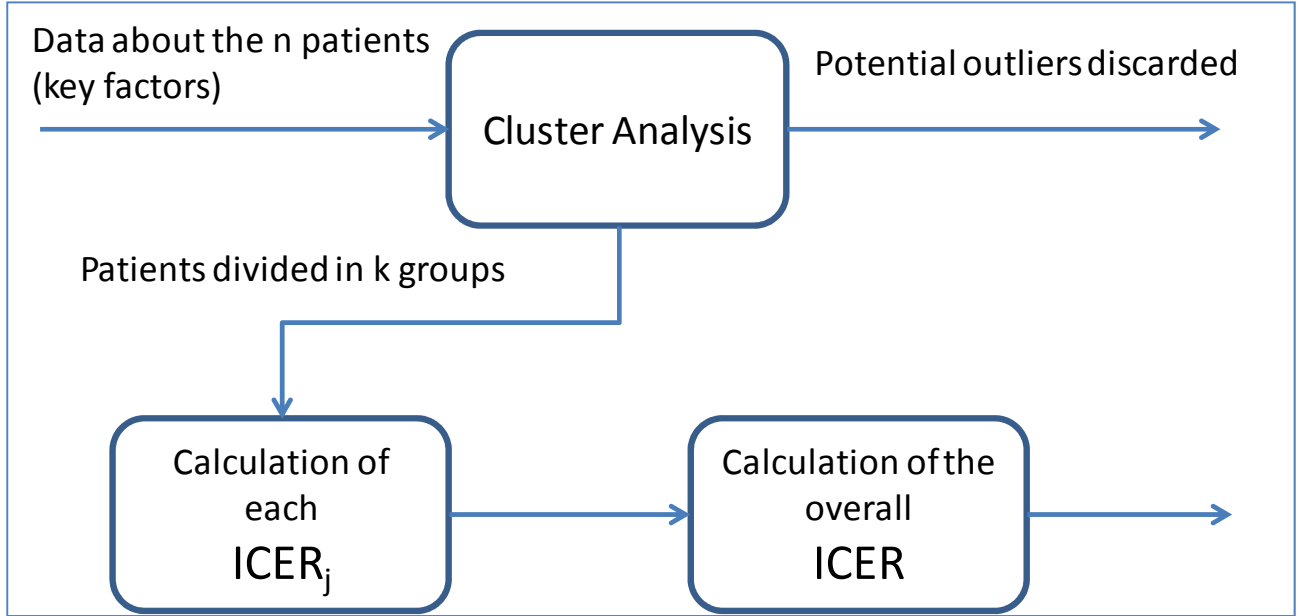 Data about the n patients
(key factors)
Potential outliers discarded
Cluster Analysis
Patients divided in k groups
Calculation of
each
ICERj
Calculation of the
overall
ICER